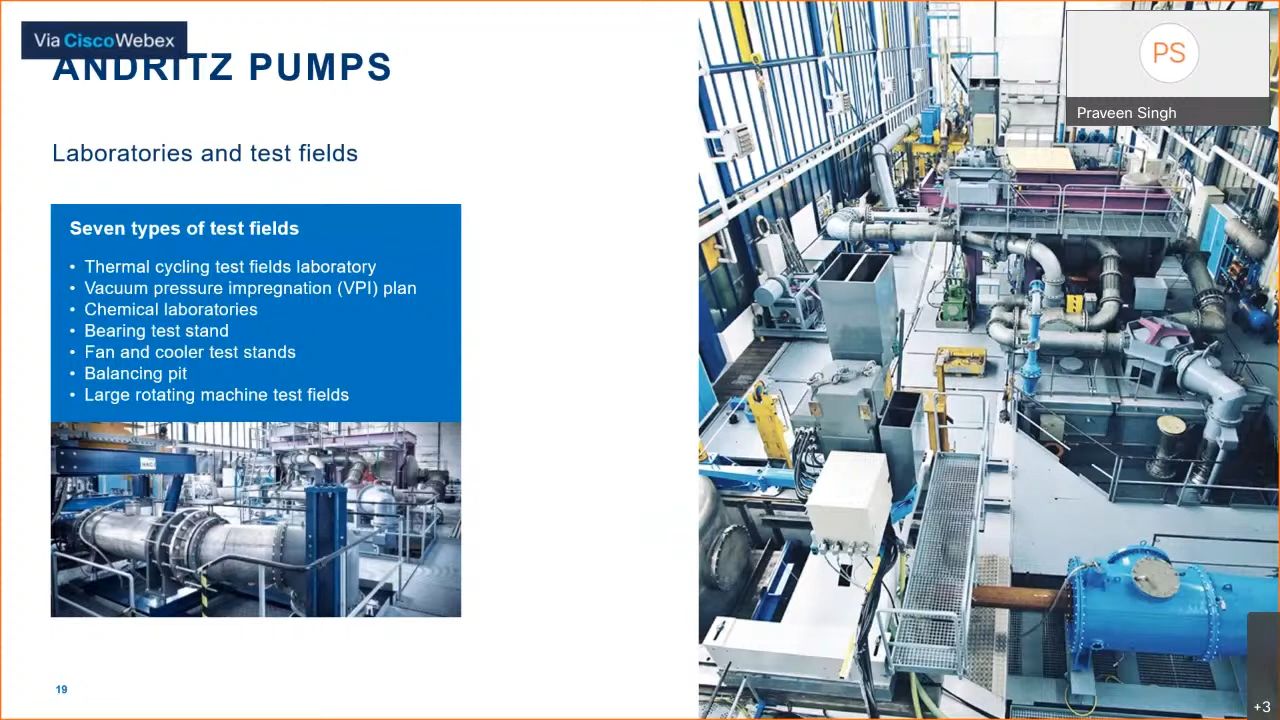 Via CiscoWebex
ANDRITZ PUMPS
PS
Praveen Singh
Laboratories and test fields
Seven types of test fields
• Thermal cycling test fields laboratory
• Vacuum pressure impregnation (VPI) plan
• Chemical laboratories
• Bearing test stand
• Fan and cooler test stands
• Balancing pit
• Large rotating machine test fields
19
+3